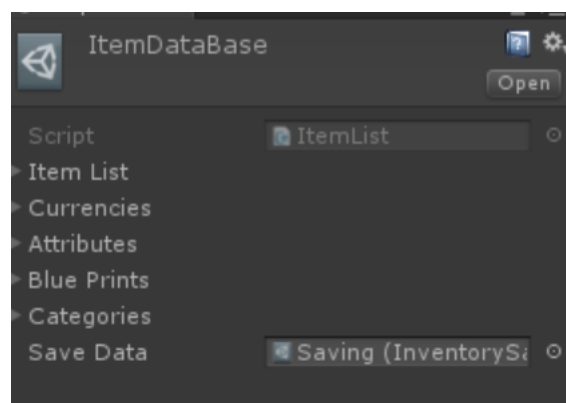 ItemDataBase
Open
Script ItemList
Item List
Currencies
Attributes
Blue Prints
Categories
Save Data Saving (InventorySa